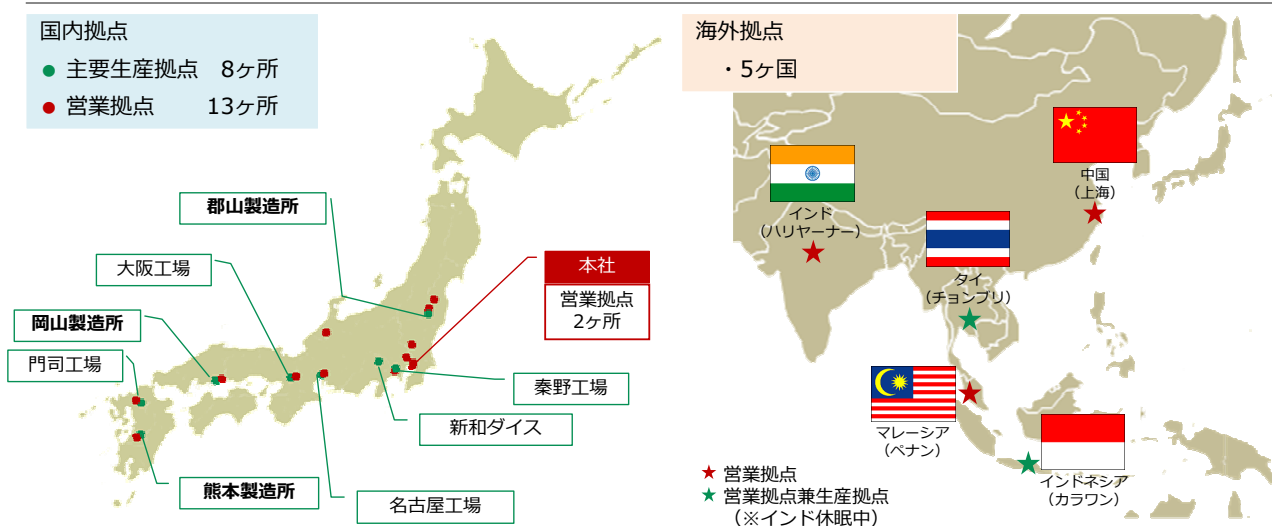 国内拠点
● 主要生産拠点 8ヶ所
● 営業拠点 13ヶ所
郡山製造所
大阪工場
岡山製造所
門司工場
熊本製造所
名古屋工場
新和ダイス
秦野工場
本社
営業拠点
2ヶ所
海外拠点
・5ヶ国
中国
（上海）
インド
（ハリヤーナー）
タイ
（チョンブリ）
マレーシア
（ペナン）
インドネシア
（カラワン）
★ 営業拠点
★ 営業拠点兼生産拠点
（※インド休眠中）